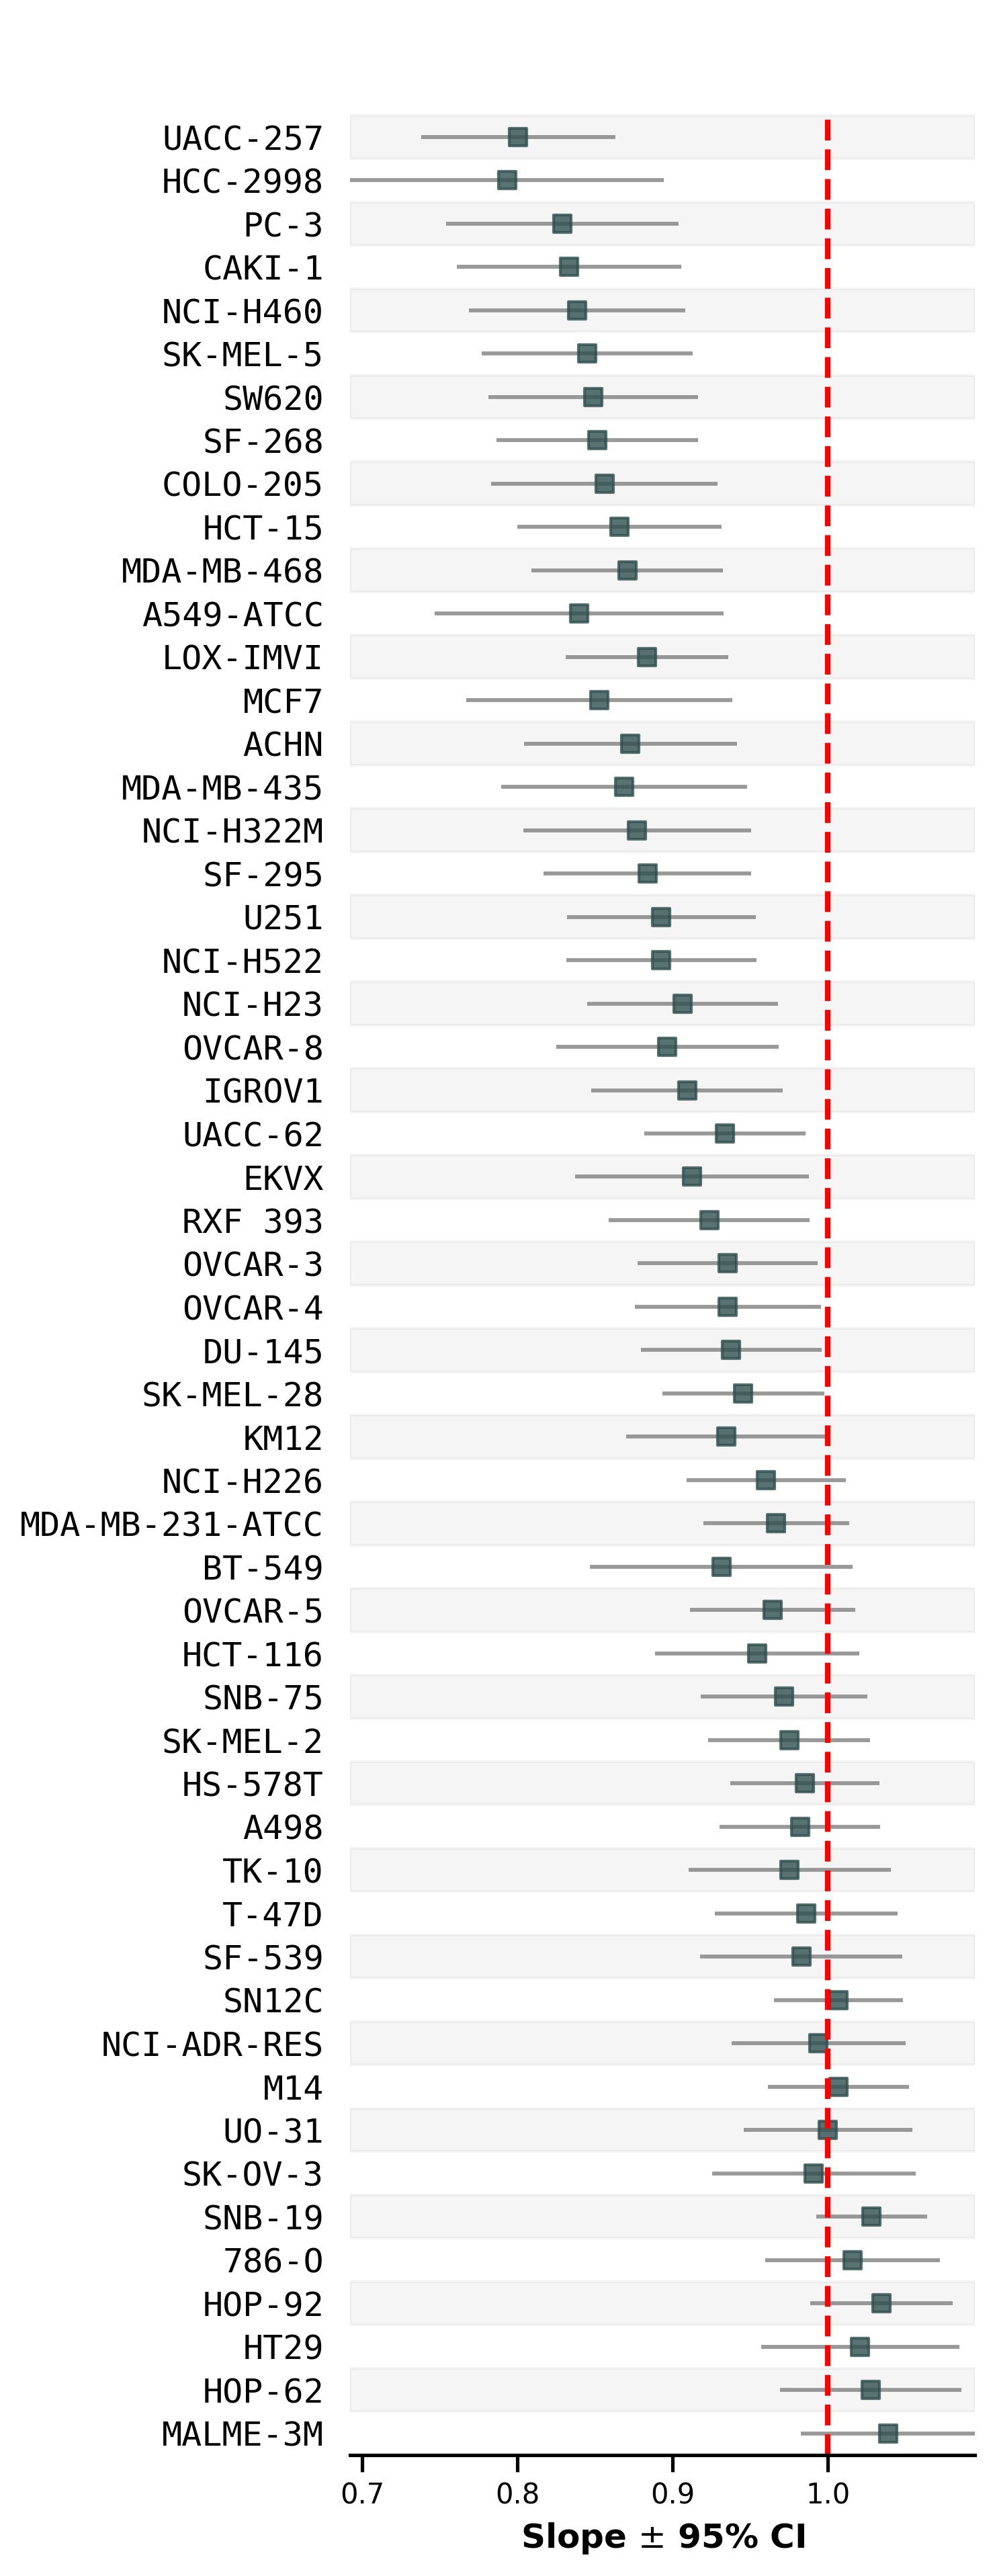 UACC-257
HCC-2998
PC-3
CAKI-1
NCI-H460
SK-MEL-5
SW620
SF-268
COLO-205
HCT-15
MDA-MB-468
A549-ATCC
LOX-IMVI
MCF7
ACHN
MDA-MB-435
NCI-H322M
SF-295
U251
NCI-H522
NCI-H23
OVCAR-8
IGROV1
UACC-62
EKVX
RXF 393
OVCAR-3
OVCAR-4
DU-145
SK-MEL-28
KM12
NCI-H226
MDA-MB-231-ATCC
BT-549
OVCAR-5
HCT-116
SNB-75
SK-MEL-2
HS-578T
A498
TK-10
T-47D
SF-539
SN12C
NCI-ADR-RES
M14
UO-31
SK-OV-3
SNB-19
786-O
HOP-92
HT29
HOP-62
MALME-3M
0.7 0.8 0.9 1.0
Slope ± 95% CI